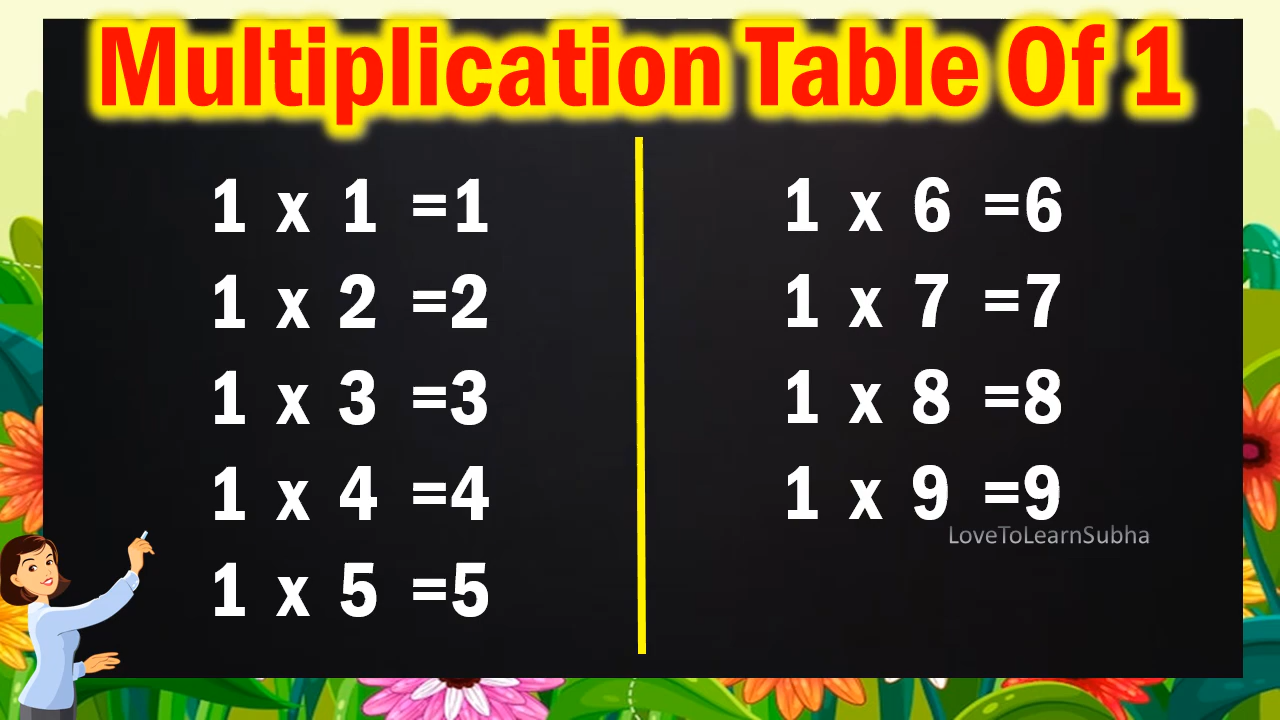 Multiplication Table Of 1
1 x 1 =1
1 x 2 =2
1 x 3 =3
1 x 4 =4
1 x 5 =5
1 x 6 =6
1 x 7 =7
1 x 8 =8
1 x 9 =9
LoveToLearnSubha